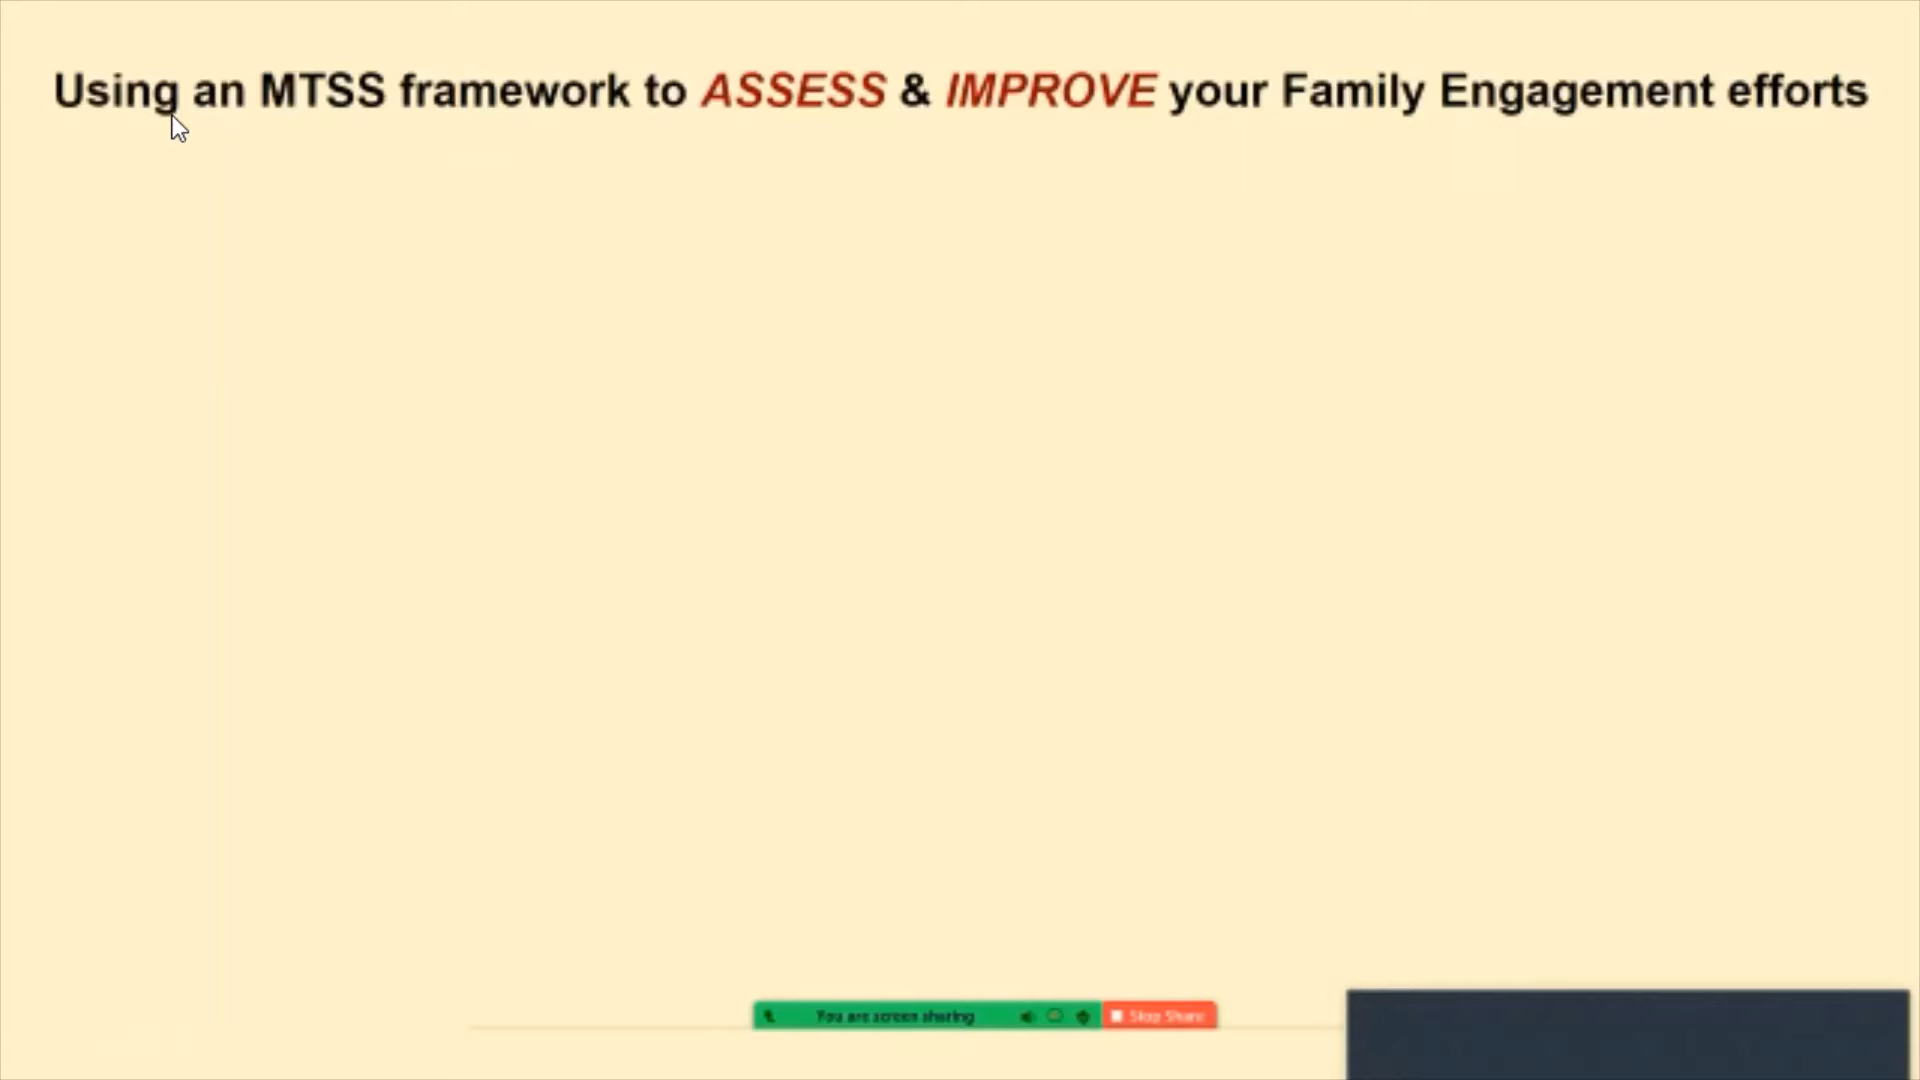 Using an MTSS framework to ASSESS & IMPROVE your Family Engagement efforts
You are screen sharing
Stop Share